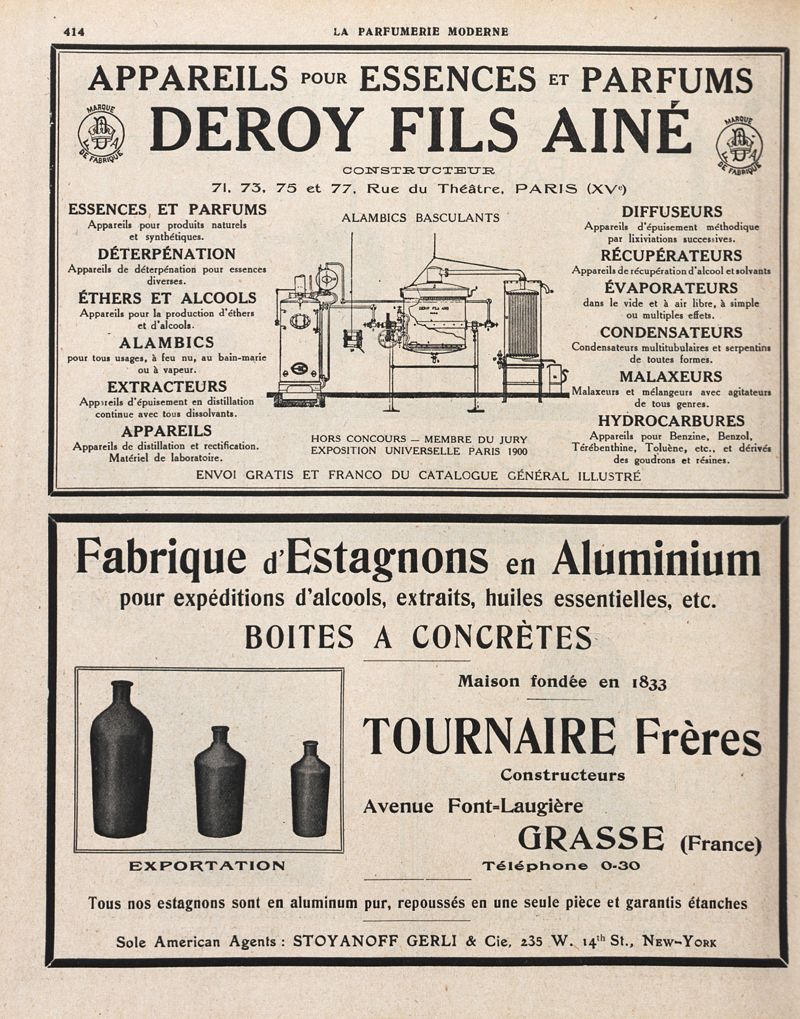 414
LA PARFUMERIE MODERNE
APPAREILS POUR ESSENCES ET PARFUMS
DEROY FILS AINÉ
MARQUE
DE FABRIQUE
MARQUE
DE FABRIQUE
CONSTRUCTEUR
71, 73, 75 et 77, Rue du Théâtre, PARIS (XVe)
ESSENCES ET PARFUMS
Appareils pour produits naturels
et synthétiques.
DÉTERPÉNATION
Appareils de déterpénation pour essences
diverses.
ÉTHERS ET ALCOOLS
Appareils pour la production d'éthers
et d'alcools.
ALAMBICS
pour tous usages, à feu nu, au bain-marie
ou à vapeur.
EXTRACTEURS
Appareils d'épuisement en distillation
continue avec tous dissolvants.
APPAREILS
Appareils de distillation et rectification.
Matériel de laboratoire.
ALAMBICS BASCULANTS
DEROY FILS AINÉ
HORS CONCOURS — MEMBRE DU JURY
EXPOSITION UNIVERSELLE PARIS 1900
DIFFUSEURS
Appareils d'épuisement méthodique
par lixiviations successives.
RÉCUPÉRATEURS
Appareils de récupération d'alcool et solvants
ÉVAPORATEURS
dans le vide et à air libre, à simple
ou multiples effets.
CONDENSATEURS
Condensateurs multitubulaires et serpentins
de toutes formes.
MALAXEURS
Malaxeurs et mélangeurs avec agitateurs
de tous genres.
HYDROCARBURES
Appareils pour Benzine, Benzol,
Térébenthine, Toluène, etc., et dérivés
des goudrons et résines.
ENVOI GRATIS ET FRANCO DU CATALOGUE GÉNÉRAL ILLUSTRÉ
Fabrique d'Estagnons en Aluminium
pour expéditions d'alcools, extraits, huiles essentielles, etc.
BOITES A CONCRÈTES
Maison fondée en 1833
TOURNAIRE Frères
Constructeurs
Avenue Font-Laugière
GRASSE (France)
EXPORTATION
Téléphone 0-30
Tous nos estagnons sont en aluminum pur, repoussés en une seule pièce et garantis étanches
Sole American Agents : STOYANOFF GERLI & Cie, 235 W. 14th St., NEW-YORK